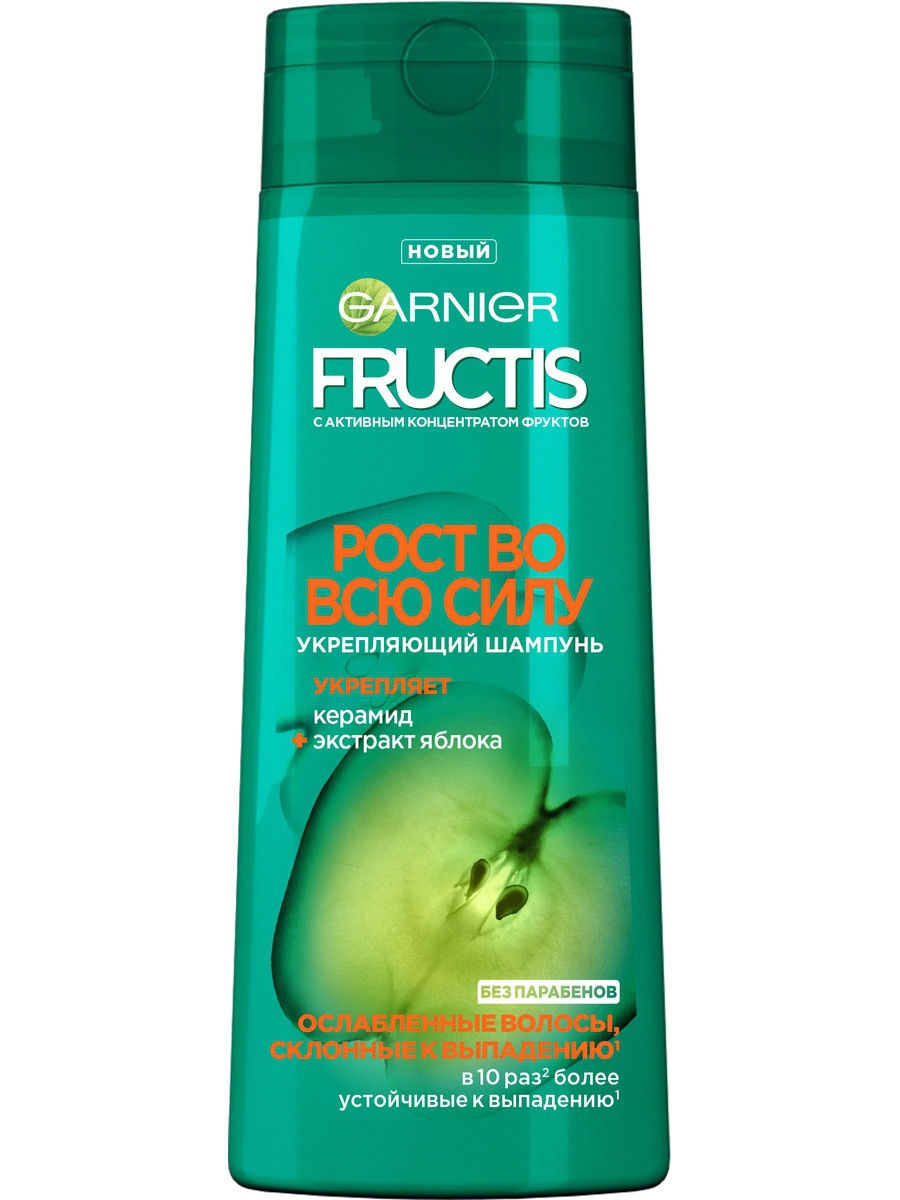 НОВЫЙ
GARNIER
FRUCTIS
С АКТИВНЫМ КОНЦЕНТРАТОМ ФРУКТОВ
РОСТ ВО
ВСЮ СИЛУ
УКРЕПЛЯЮЩИЙ ШАМПУНЬ
УКРЕПЛЯЕТ
керамид
+ экстракт яблока
БЕЗ ПАРАБЕНОВ
ОСЛАБЛЕННЫЕ ВОЛОСЫ,
СКЛОННЫЕ К ВЫПАДЕНИЮ¹
в 10 раз² более
устойчивые к выпадению¹